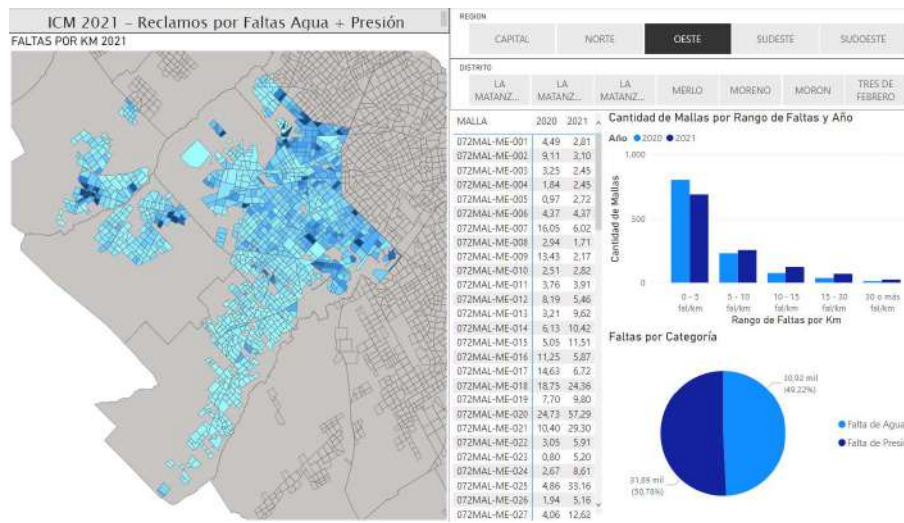 ICM 2021 - Reclamos por Faltas Agua + Presión
FALTAS POR KM 2021
REGION
CAPITAL NORTE OESTE SUDESTE SUDOESTE
DISTRITO
LA MATANZ... LA MATANZ... LA MATANZ... MERLO MORENO MORON TRES DE FEBRERO
MALLA 2020 2021
072MAL-ME-001 4,49 2,81
072MAL-ME-002 9,11 3,10
072MAL-ME-003 3,25 2,45
072MAL-ME-004 1,84 2,45
072MAL-ME-005 0,97 2,72
072MAL-ME-006 4,37 4,37
072MAL-ME-007 16,05 6,02
072MAL-ME-008 2,94 1,71
072MAL-ME-009 13,43 2,17
072MAL-ME-010 2,51 2,82
072MAL-ME-011 3,76 3,91
072MAL-ME-012 8,19 5,46
072MAL-ME-013 3,21 9,62
072MAL-ME-014 6,13 10,42
072MAL-ME-015 5,05 11,51
072MAL-ME-016 11,25 5,87
072MAL-ME-017 14,63 6,72
072MAL-ME-018 18,75 24,36
072MAL-ME-019 7,70 9,80
072MAL-ME-020 24,73 57,29
072MAL-ME-021 10,40 29,30
072MAL-ME-022 3,05 5,91
072MAL-ME-023 0,80 5,20
072MAL-ME-024 2,67 8,61
072MAL-ME-025 4,86 33,16
072MAL-ME-026 1,94 5,16
072MAL-ME-027 4,06 12,62
Cantidad de Mallas por Rango de Faltas y Año
Año 2020 2021
Cantidad de Mallas
1.000
500
0
0 - 5 fal/km 5 - 10 fal/km 10 - 15 fal/km 15 - 30 fal/km 30 o más fal/km
Rango de Faltas por Km
Faltas por Categoría
30,92 mil
(49,22%)
31,89 mil
(50,78%)
Falta de Agua
Falta de Presi